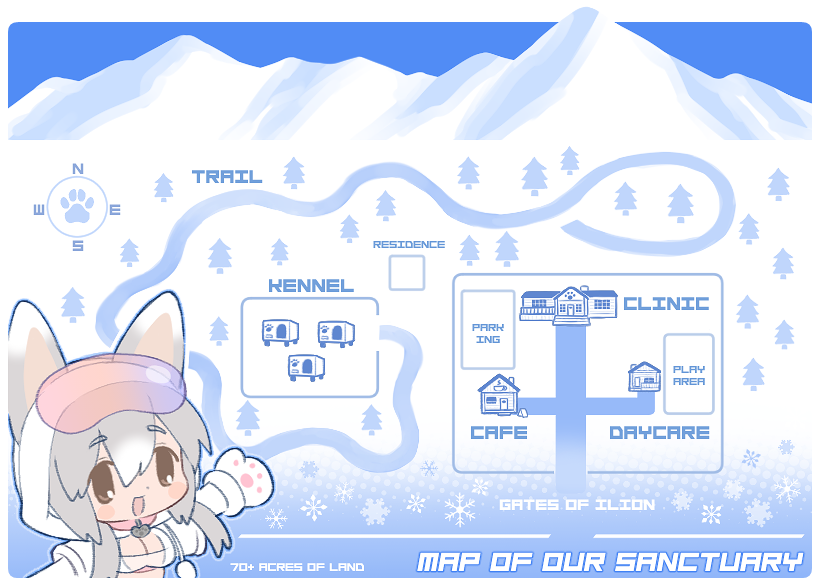 N
W
E
S
TRAIL
RESIDENCE
KENNEL
CLINIC
PARK
ING
PLAY
AREA
CAFE
DAYCARE
GATES OF ILION
70+ ACRES OF LAND
MAP OF OUR SANCTUARY